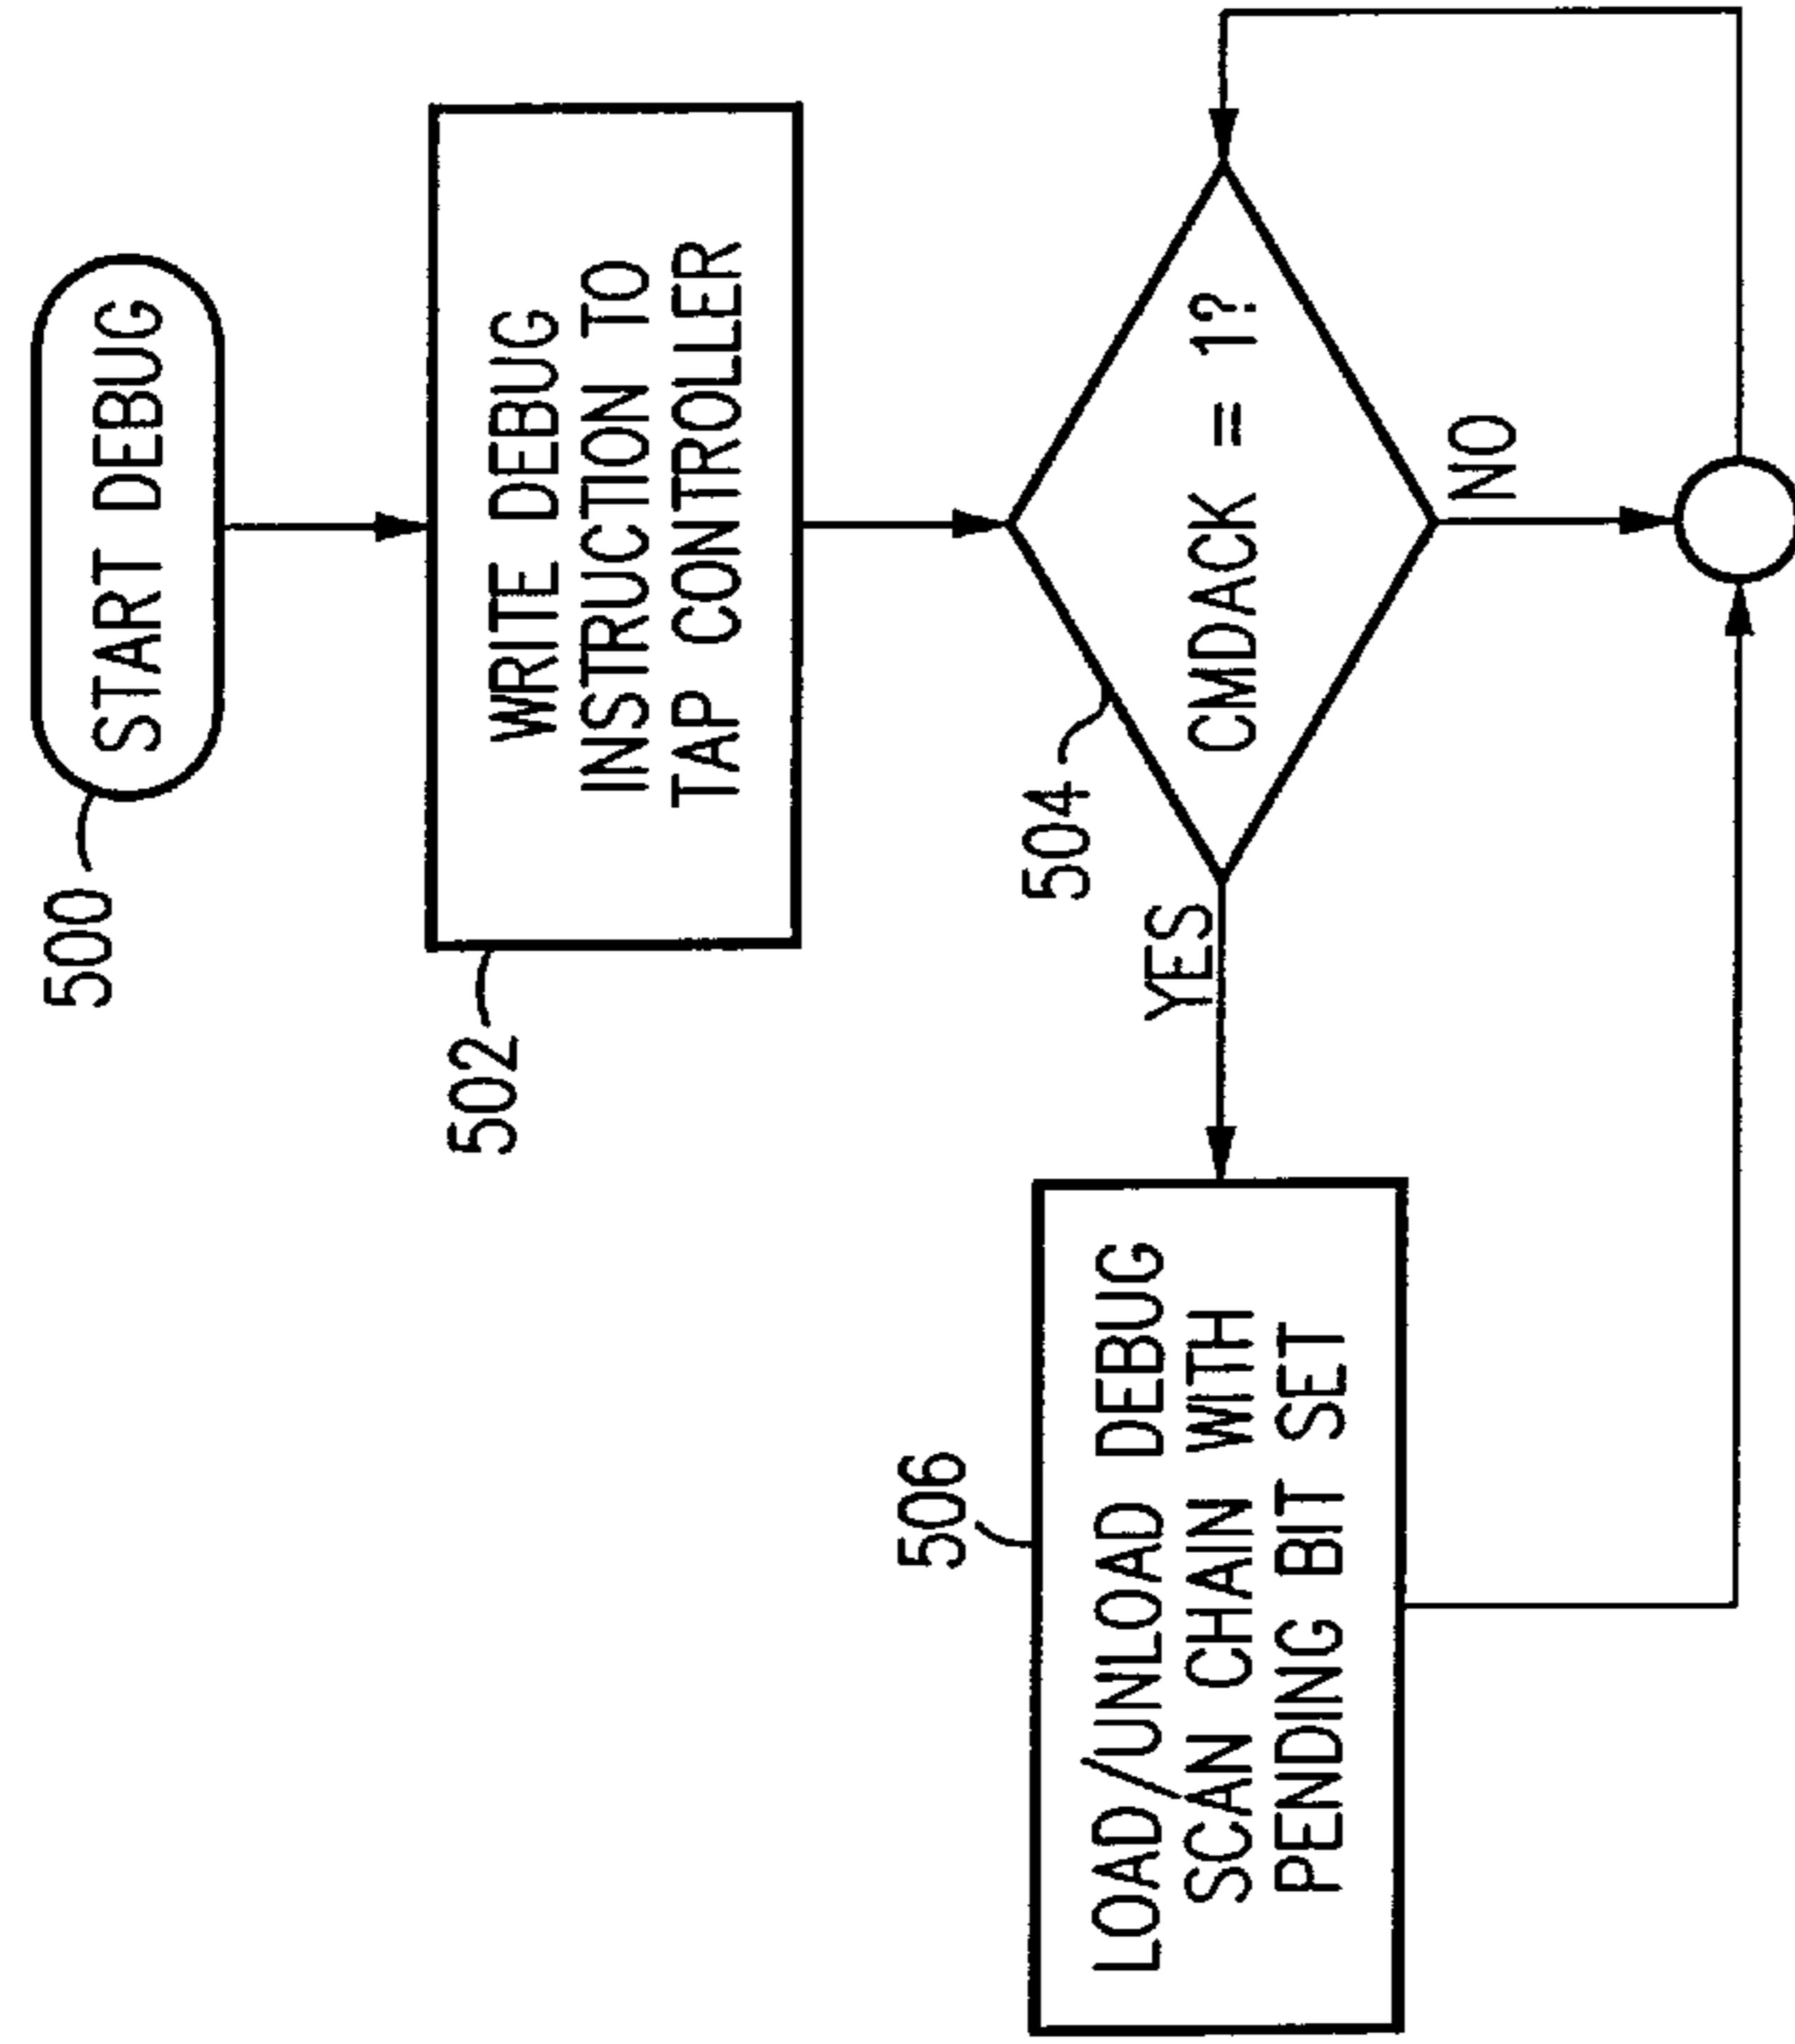 500
START DEBUG
502
WRITE DEBUG
INSTRUCTION TO
TAP CONTROLLER
504
CMDACK = 1?
YES
NO
506
LOAD/UNLOAD DEBUG
SCAN CHAIN WITH
PENDING BIT SET